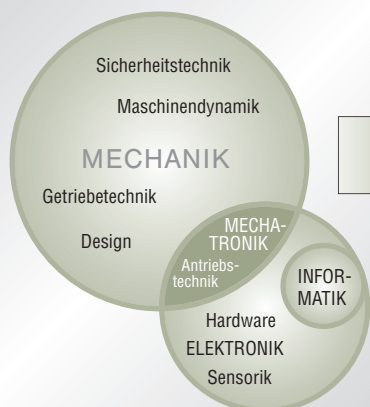 Sicherheitstechnik
Maschinendynamik
MECHANIK
Getriebetechnik
Design
MECHA-
TRONIK
Antriebs-
technik
INFOR-
MATIK
Hardware
ELEKTRONIK
Sensorik